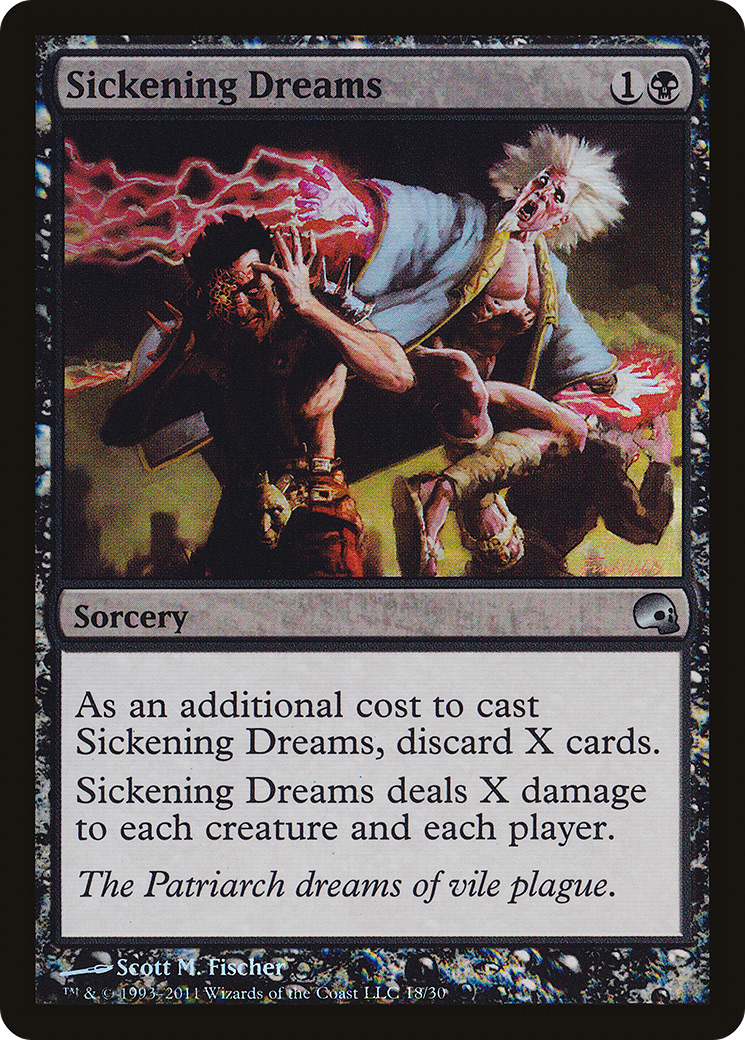 Sickening Dreams
1
Sorcery
As an additional cost to cast
Sickening Dreams, discard X cards.
Sickening Dreams deals X damage
to each creature and each player.
The Patriarch dreams of vile plague.
Scott M. Fischer
™ & © 1993–2011 Wizards of the Coast LLC 18/30